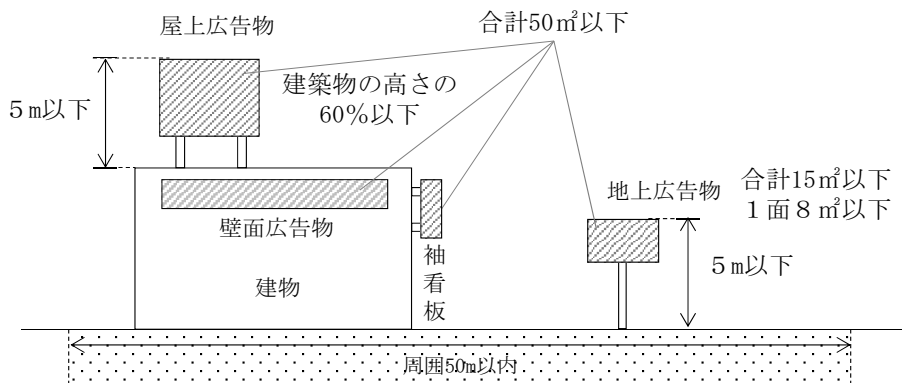 屋上広告物
合計50㎡以下
建築物の高さの
60％以下
5m以下
壁面広告物
袖看板
建物
地上広告物
合計15㎡以下
1面8㎡以下
5m以下
周囲50m以内